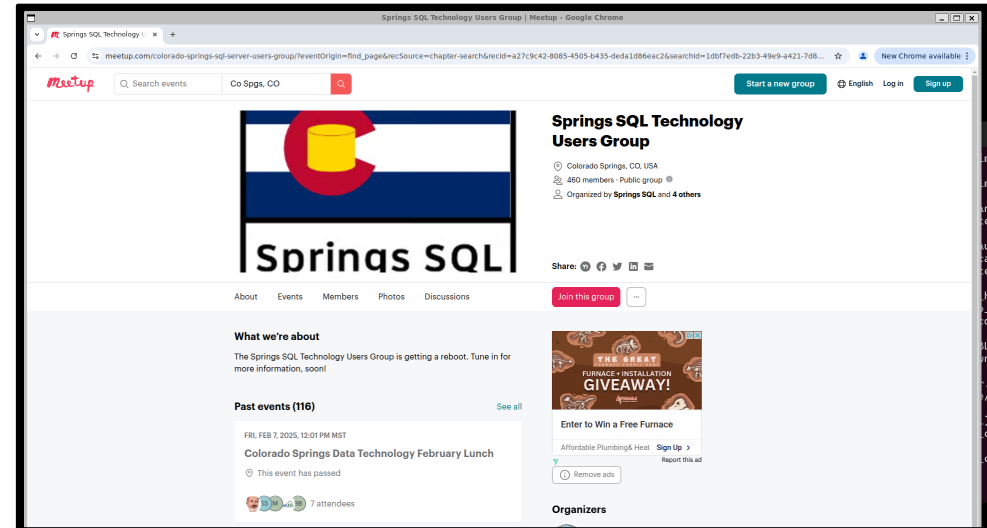 Springs SQL Technology Users Group | Meetup - Google Chrome
Springs SQL Technology U
meetup.com/colorado-springs-sql-server-users-group/?eventOrigin=find_page&recSource=chapter-search&recId=a27c9c42-8085-4505-b435-deda1d86eac2&searchId=1dbf7edb-22b3-49e9-a421-7d8...
New Chrome available
meetup
Search events
Co Spgs, CO
Start a new group
English
Log in
Sign up
Springs SQL
Springs SQL Technology
Users Group
Colorado Springs, CO, USA
460 members · Public group
Organized by Springs SQL and 4 others
Share:
About Events Members Photos Discussions
Join this group
...
What we're about
The Springs SQL Technology Users Group is getting a reboot. Tune in for
more information, soon!
Past events (116)
See all
FRI, FEB 7, 2025, 12:01 PM MST
Colorado Springs Data Technology February Lunch
This event has passed
7 attendees
THE GREAT
FURNACE + INSTALLATION
GIVEAWAY!
Enter to Win a Free Furnace
Affordable Plumbing& Heat
Sign Up >
Report this ad
Remove ads
Organizers